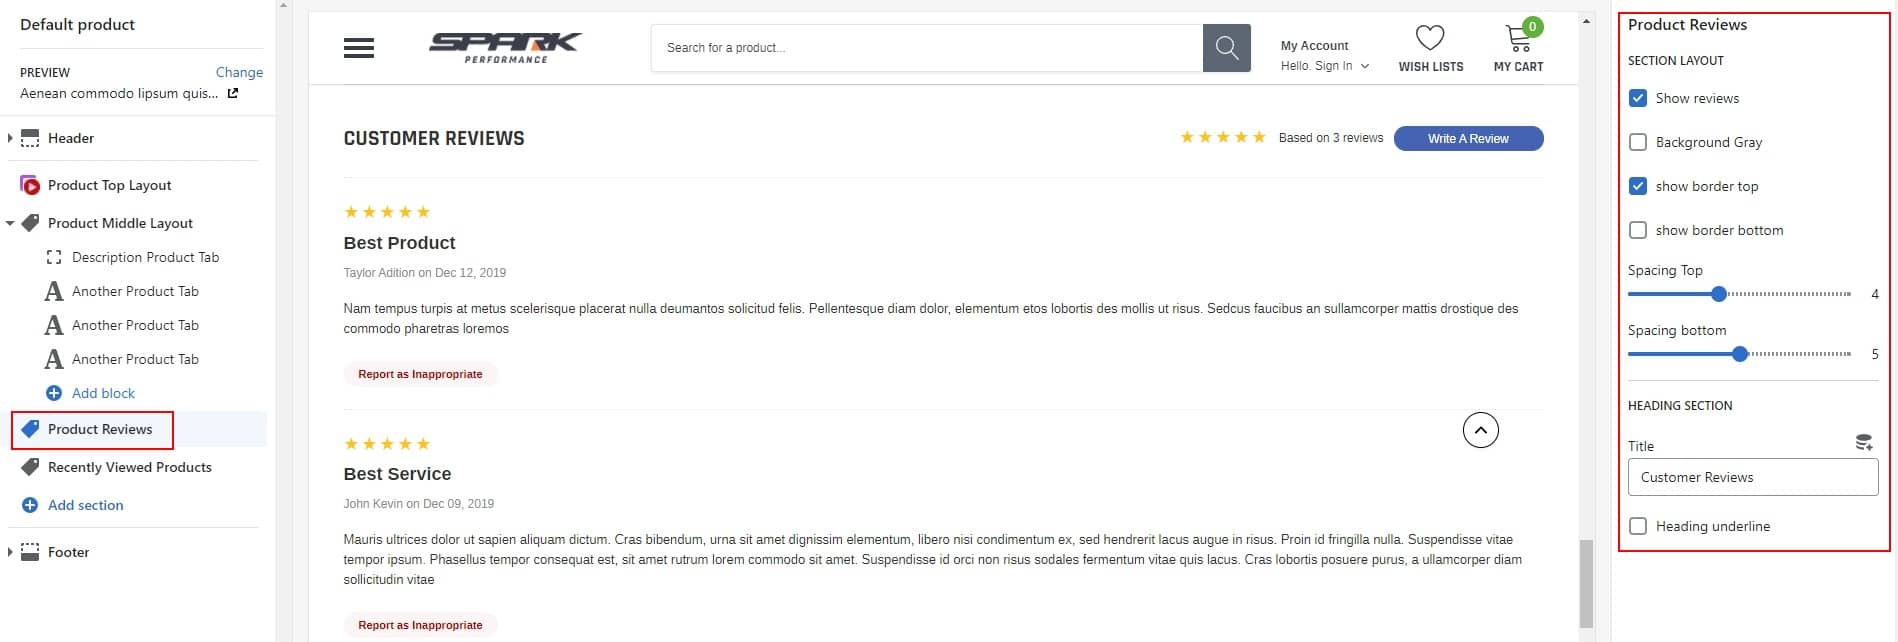 Default product
PREVIEW
Change
Aenean commodo lipsum quis...
Header
Product Top Layout
Product Middle Layout
Description Product Tab
Another Product Tab
Another Product Tab
Another Product Tab
Add block
Product Reviews
Recently Viewed Products
Add section
Footer
SPARK
PERFORMANCE
Search for a product...
My Account
Hello. Sign In
WISH LISTS
0
MY CART
CUSTOMER REVIEWS
Based on 3 reviews
Write A Review
Best Product
Taylor Adition on Dec 12, 2019
Nam tempus turpis at metus scelerisque placerat nulla deumantos solicitud felis. Pellentesque diam dolor, elementum etos lobortis des mollis ut risus. Sedcus faucibus an sullamcorper mattis drostique des
commodo pharetras loremos
Report as Inappropriate
Best Service
John Kevin on Dec 09, 2019
Mauris ultrices dolor ut sapien aliquam dictum. Cras bibendum, urna sit amet dignissim elementum, libero nisi condimentum ex, sed hendrerit lacus augue in risus. Proin id fringilla nulla. Suspendisse vitae
tempor ipsum. Phasellus tempor consequat est, sit amet rutrum lorem commodo sit amet. Suspendisse id orci non risus sodales fermentum vitae quis lacus. Cras lobortis posuere purus, a ullamcorper diam
sollicitudin vitae
Report as Inappropriate
Product Reviews
SECTION LAYOUT
Show reviews
Background Gray
show border top
show border bottom
Spacing Top
4
Spacing bottom
5
HEADING SECTION
Title
Customer Reviews
Heading underline